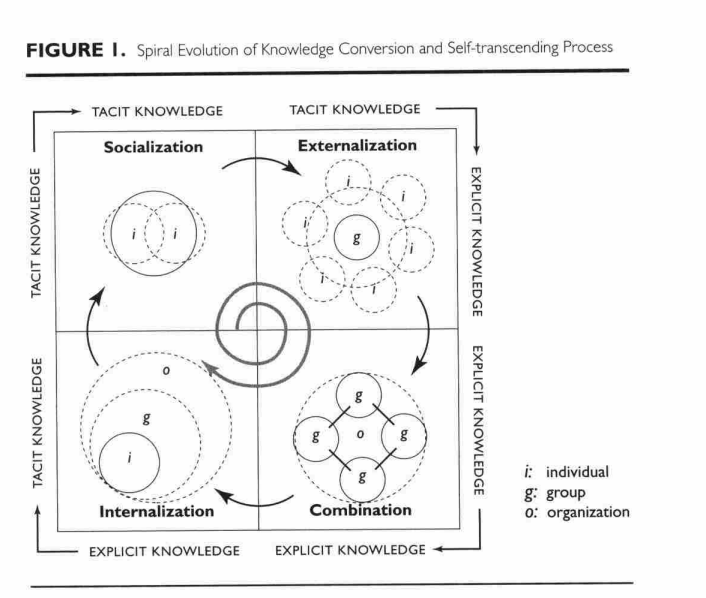 FIGURE 1. Spiral Evolution of Knowledge Conversion and Self-transcending Process
TACIT KNOWLEDGE
TACIT KNOWLEDGE
Socialization
Externalization
TACIT KNOWLEDGE
EXPLICIT KNOWLEDGE
i
i
i
i
i
i
i
i
g
TACIT KNOWLEDGE
EXPLICIT KNOWLEDGE
o
g
i
g
g
o
g
g
Internalization
Combination
EXPLICIT KNOWLEDGE
EXPLICIT KNOWLEDGE
i: individual
g: group
o: organization